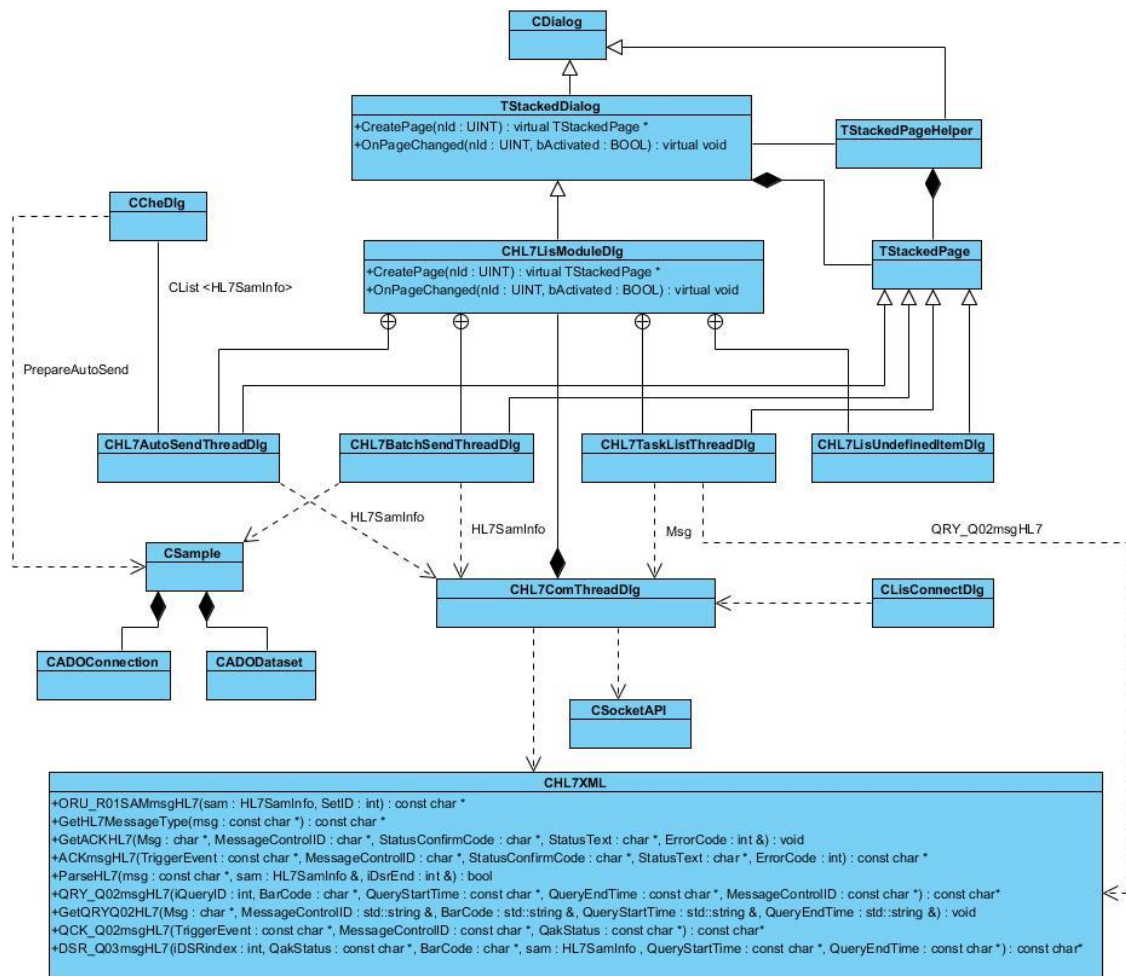 CDialog
TStackedDialog
+CreatePage(nId : UINT) : virtual TStackedPage *
+OnPageChanged(nId : UINT, bActivated : BOOL) : virtual void
TStackedPageHelper
CCheDlg
CHL7LisModuleDlg
+CreatePage(nId : UINT) : virtual TStackedPage *
+OnPageChanged(nId : UINT, bActivated : BOOL) : virtual void
TStackedPage
CList <HL7SamInfo>
PrepareAutoSend
CHL7AutoSendThreadDlg
CHL7BatchSendThreadDlg
CHL7TaskListThreadDlg
CHL7LisUndefinedItemDlg
HL7SamInfo
HL7SamInfo
Msg
QRY_Q02msgHL7
CSample
CHL7ComThreadDlg
CLisConnectDlg
CADOConnection
CADODataset
CSocketAPI
CHL7XML
+ORU_R01SAMmsgHL7(sam : HL7SamInfo, SetID : int) : const char *
+GetHL7MessageType(msg : const char *) : const char *
+GetACKHL7(Msg : char *, MessageControlID : char *, StatusConfirmCode : char *, StatusText : char *, ErrorCode : int &) : void
+ACKmsgHL7(TriggerEvent : const char *, MessageControlID : char *, StatusConfirmCode : char *, StatusText : char *, ErrorCode : int) : const char *
+ParseHL7(msg : const char *, sam : HL7SamInfo &, iDsrEnd : int &) : bool
+QRY_Q02msgHL7(iQueryID : int, BarCode : char *, QueryStartTime : const char *, QueryEndTime : const char *, MessageControlID : const char *) : const char*
+GetQRYQ02HL7(Msg : char *, MessageControlID : std::string &, BarCode : std::string &, QueryStartTime : std::string &, QueryEndTime : std::string &) : void
+QCK_Q02msgHL7(TriggerEvent : const char *, MessageControlID : const char *, QakStatus : const char *) : const char*
+DSR_Q03msgHL7(iDSRindex : int, QakStatus : const char *, BarCode : char *, sam : HL7SamInfo , QueryStartTime : const char *, QueryEndTime : const char *) : const char*